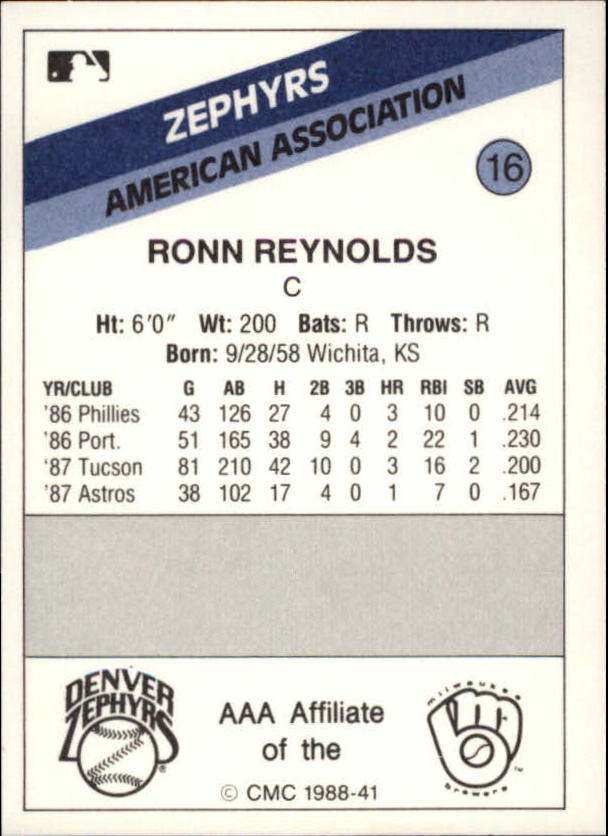 ZEPHYRS
AMERICAN ASSOCIATION
16
RONN REYNOLDS
C
Ht: 6'0" Wt: 200 Bats: R Throws: R
Born: 9/28/58 Wichita, KS
YR/CLUB G AB H 2B 3B HR RBI SB AVG
'86 Phillies 43 126 27 4 0 3 10 0 .214
'86 Port. 51 165 38 9 4 2 22 1 .230
'87 Tucson 81 210 42 10 0 3 16 2 .200
'87 Astros 38 102 17 4 0 1 7 0 .167
DENVER
ZEPHYRS
®
AAA Affiliate
of the
© CMC 1988-41
milwaukee
brewers
™